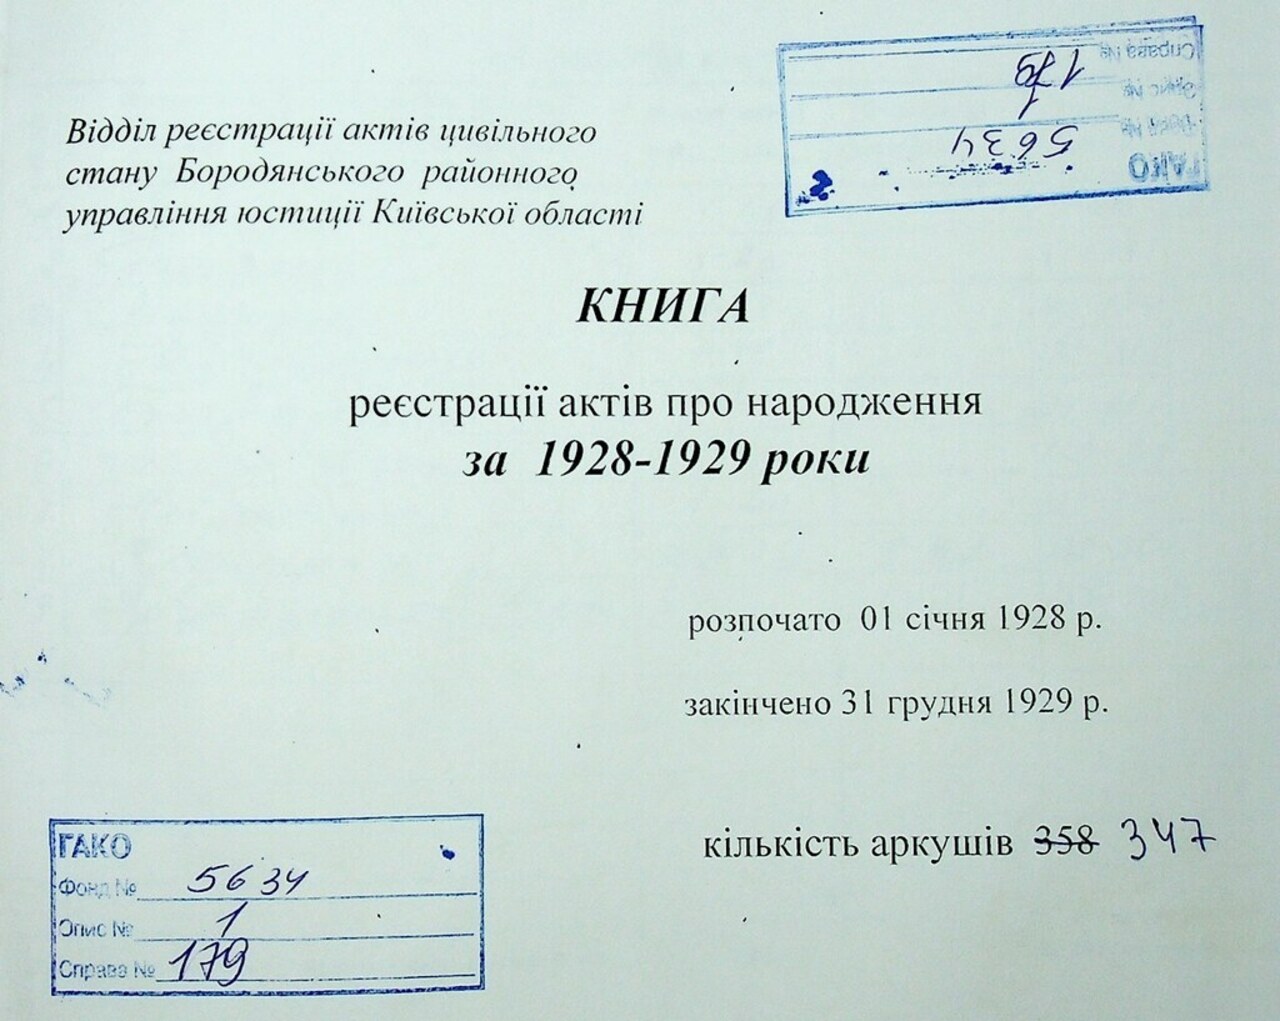 Справа № 179
Опис № 1
Фонд № 5634
ГАКО
Відділ реєстрації актів цивільного
стану Бородянського районного
управління юстиції Київської області
КНИГА
реєстрації актів про народження
за 1928-1929 роки
розпочато 01 січня 1928 р.
закінчено 31 грудня 1929 р.
кількість аркушів 358 347
ГАКО
Фонд № 5634
Опис № 1
Справа № 179